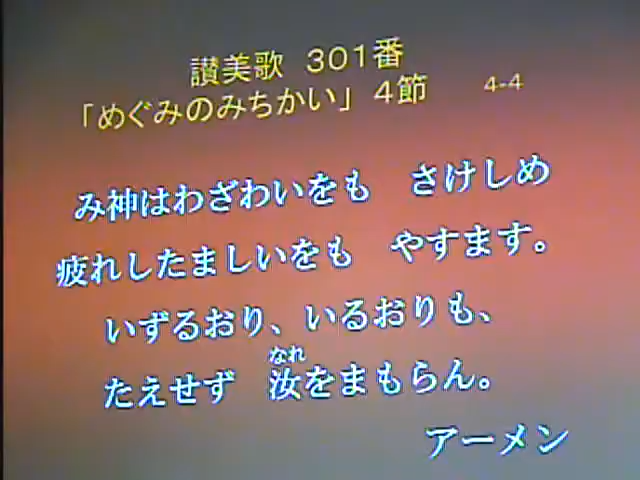 讃美歌 301番
「めぐみのみちかい」 4節 4-4
み神はわざわいをも さけしめ
疲れしたましいをも やすます。
いずるおり、いるおりも、
なれ
たえせず 汝をまもらん。
アーメン